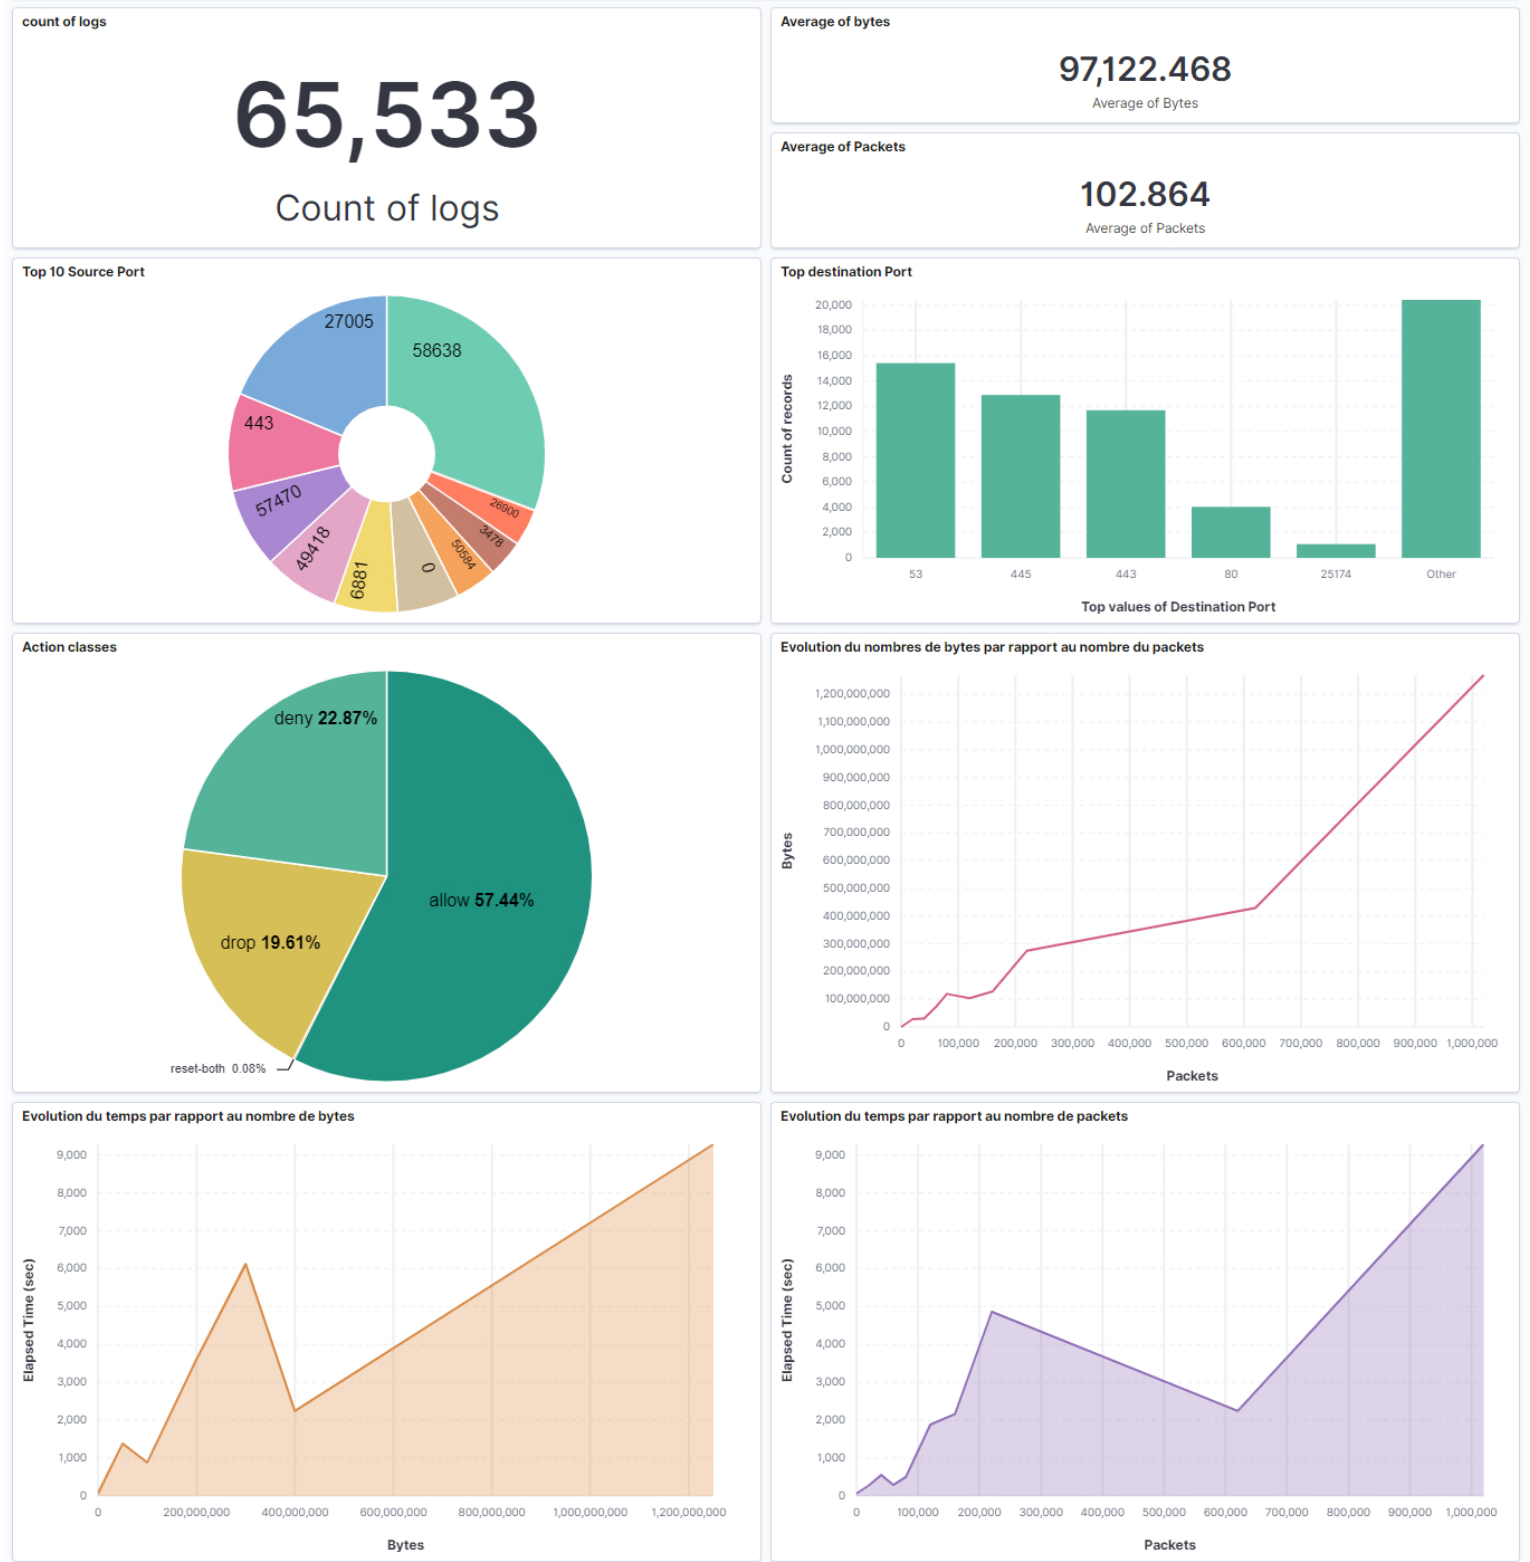 count of logs
65,533
Count of logs
Average of bytes
97,122.468
Average of Bytes
Average of Packets
102.864
Average of Packets
Top 10 Source Port
27005
58638
443
57470
49418
6881
0
50584
3478
26900
Top destination Port
20,000
18,000
16,000
14,000
12,000
10,000
8,000
6,000
4,000
2,000
0
Count of records
53 445 443 80 25174 Other
Top values of Destination Port
Action classes
deny 22.87%
allow 57.44%
drop 19.61%
reset-both 0.08%
Evolution du nombres de bytes par rapport au nombre du packets
1,200,000,000
1,100,000,000
1,000,000,000
900,000,000
800,000,000
700,000,000
600,000,000
500,000,000
400,000,000
300,000,000
200,000,000
100,000,000
0
Bytes
0 100,000 200,000 300,000 400,000 500,000 600,000 700,000 800,000 900,000 1,000,000
Packets
Evolution du temps par rapport au nombre de bytes
9,000
8,000
7,000
6,000
5,000
4,000
3,000
2,000
1,000
0
Elapsed Time (sec)
0 200,000,000 400,000,000 600,000,000 800,000,000 1,000,000,000 1,200,000,000
Bytes
Evolution du temps par rapport au nombre de packets
9,000
8,000
7,000
6,000
5,000
4,000
3,000
2,000
1,000
0
Elapsed Time (sec)
0 100,000 200,000 300,000 400,000 500,000 600,000 700,000 800,000 900,000 1,000,000
Packets